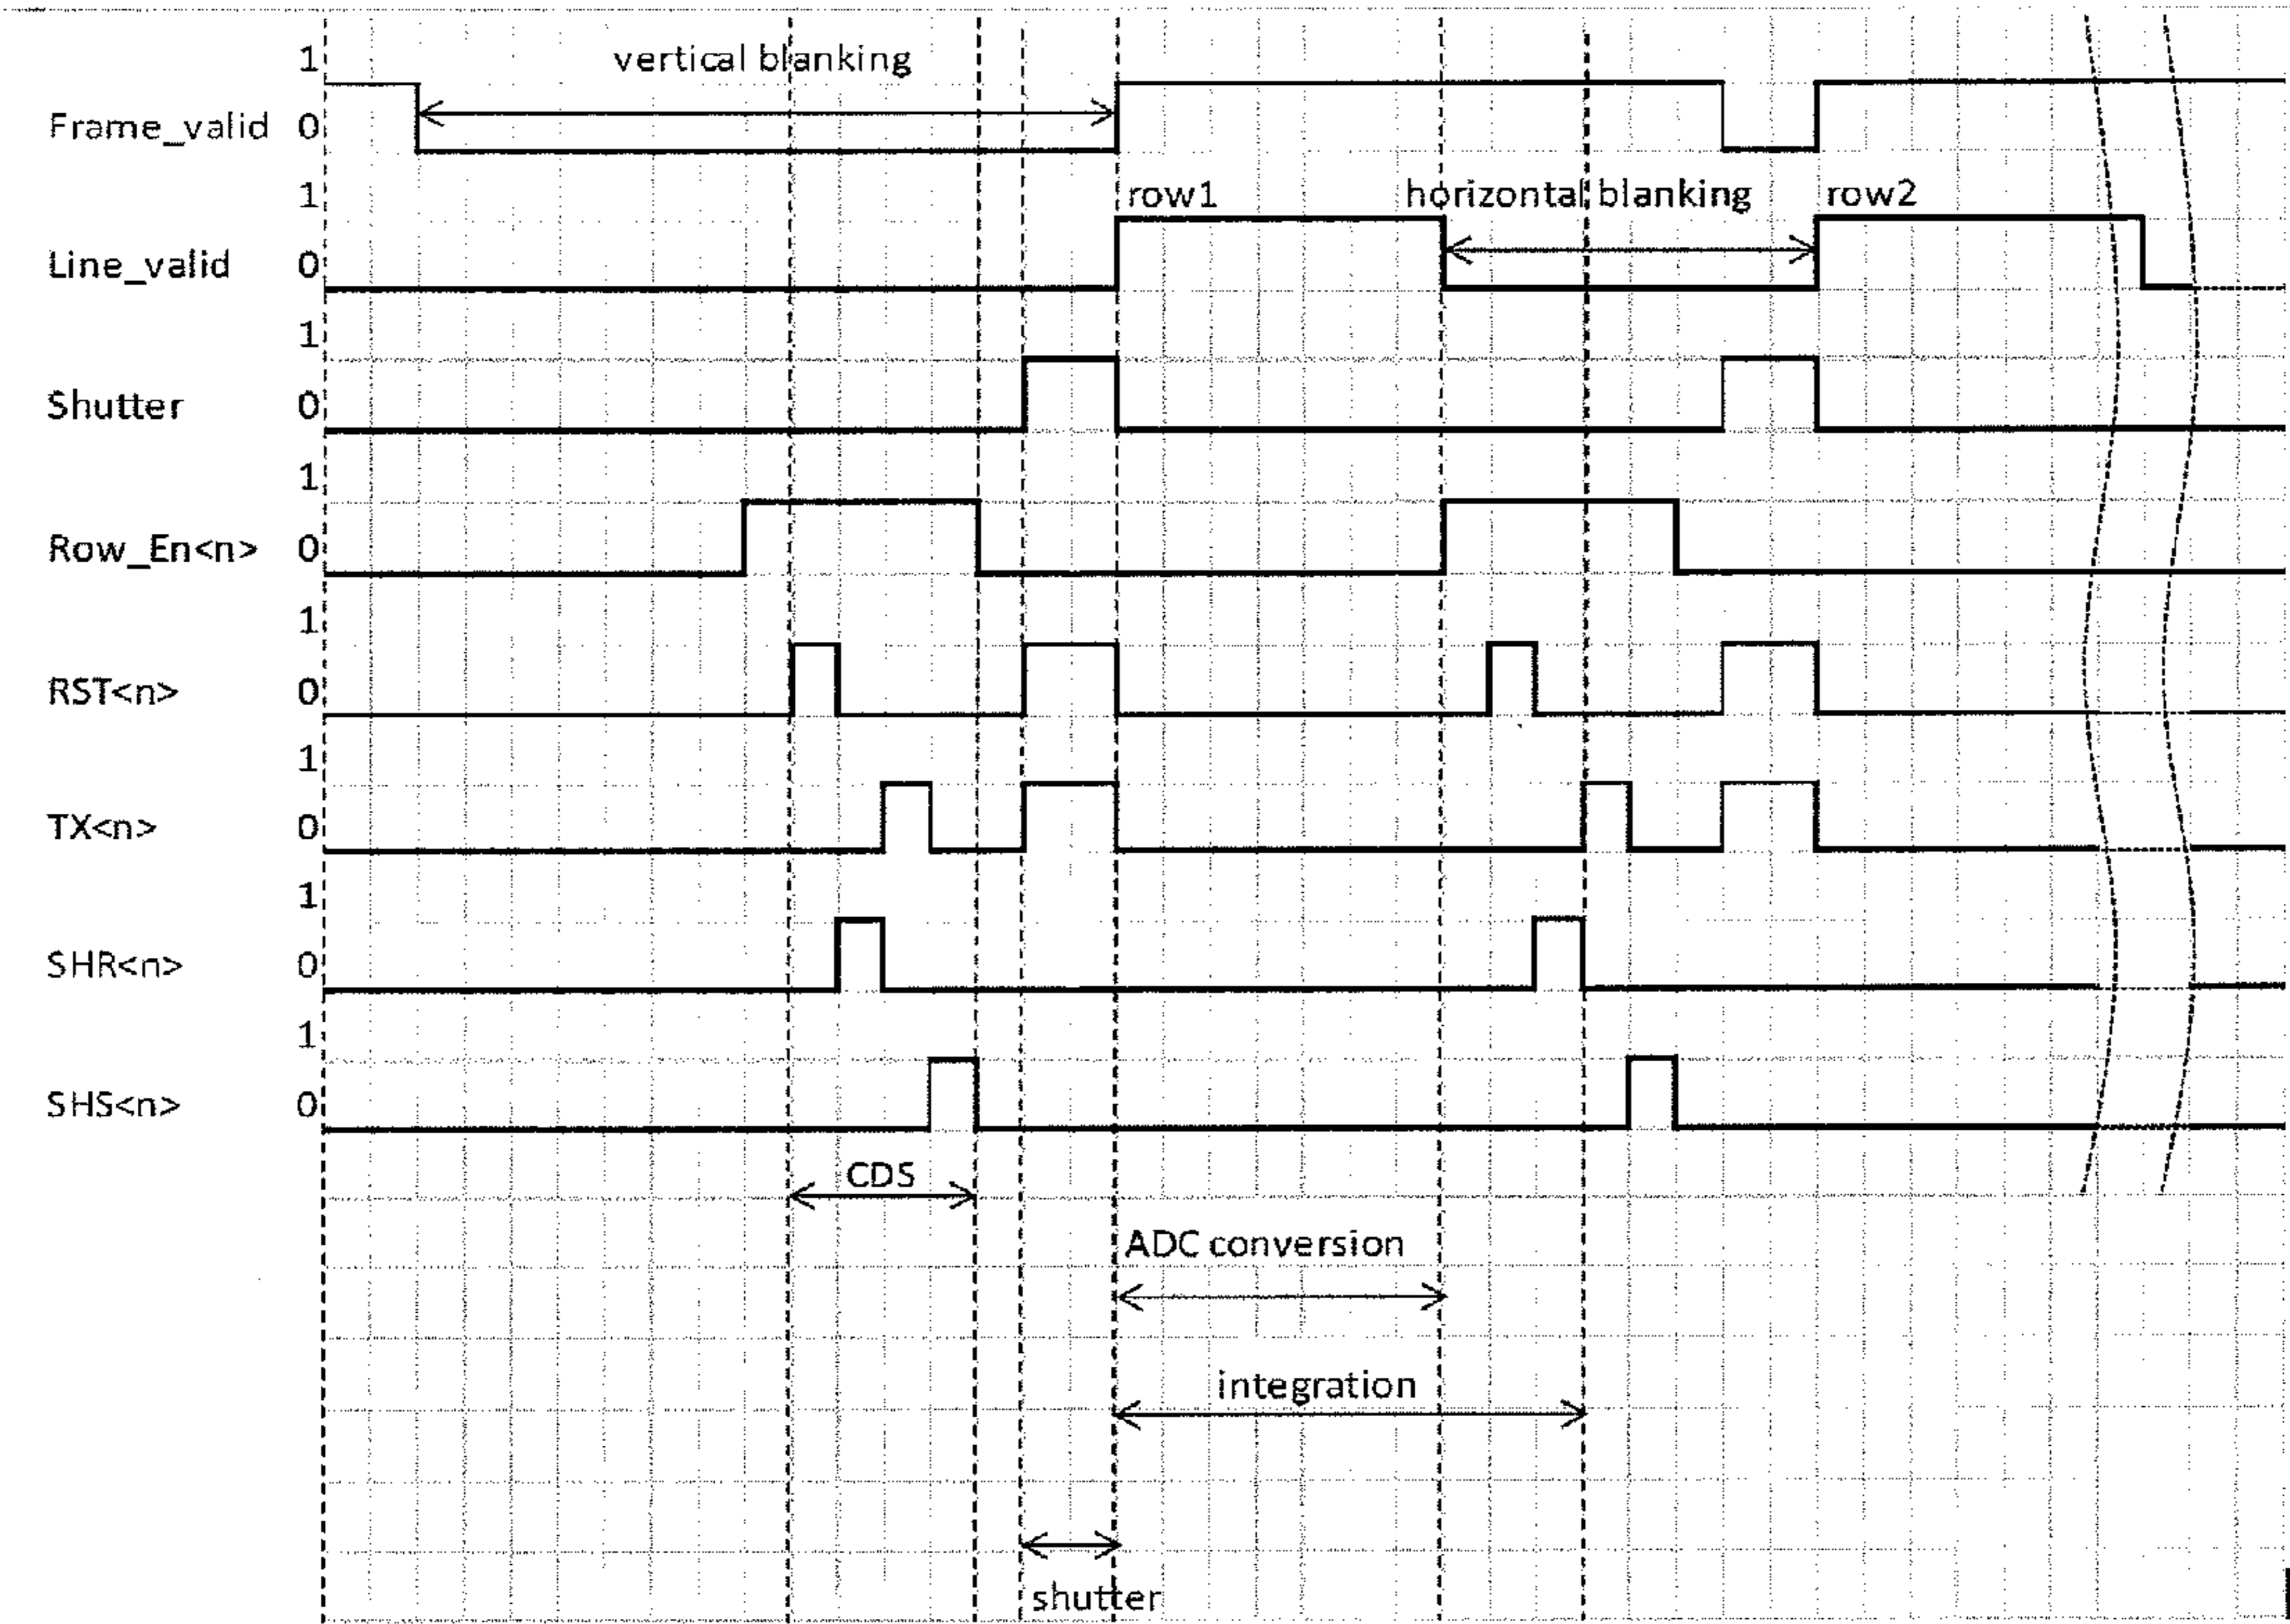 vertical blanking
1
Frame_valid 0
1
row1 horizontal blanking row2
Line_valid 0
1
Shutter 0
1
Row_En<n> 0
1
RST<n> 0
1
TX<n> 0
1
SHR<n> 0
1
SHS<n> 0
CDS
ADC conversion
integration
shutter